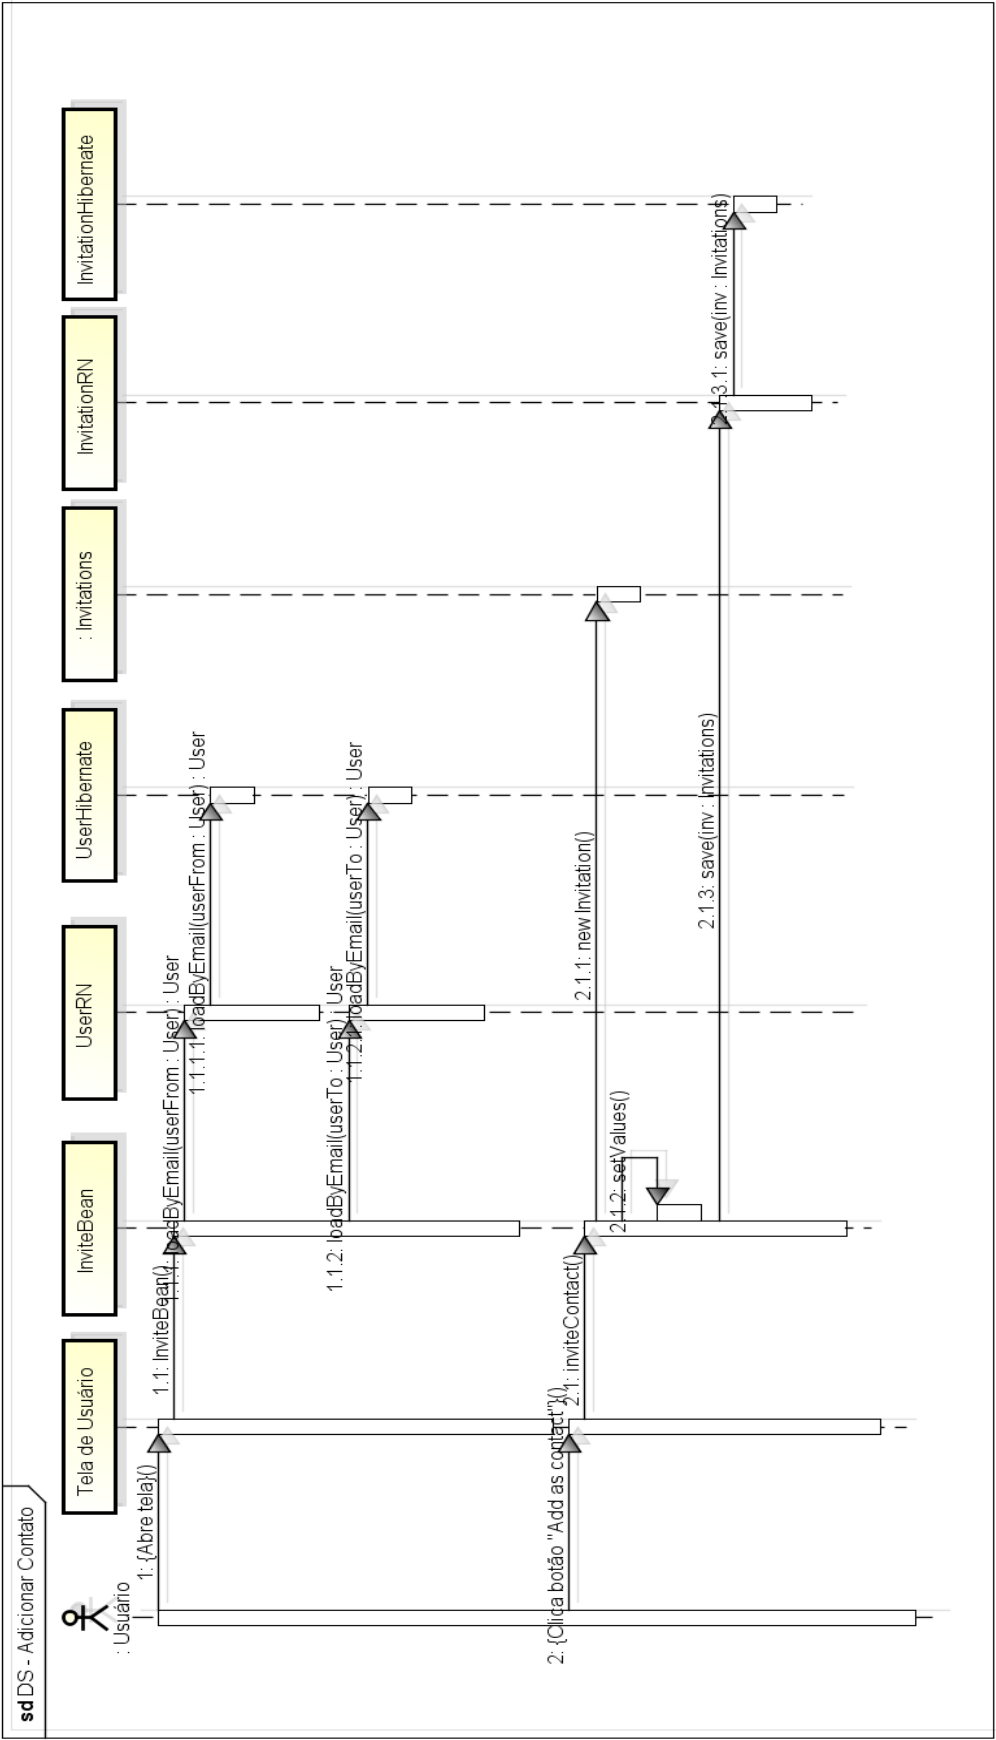 sd DS - Adicionar Contato
: Usuário
Tela de Usuário
InviteBean
UserRN
UserHibernate
: Invitations
InvitationRN
InvitationHibernate
1: {Abre tela}()
1.1: InviteBean()
1.1.1: loadByEmail(userFrom : User) : User
1.1.1.1: loadByEmail(userFrom : User) : User
1.1.2: loadByEmail(userTo : User) : User
1.1.2.1: loadByEmail(userTo : User) : User
2: {Clica botão "Add as contact"}()
2.1: inviteContact()
2.1.1: new Invitation()
2.1.2: setValues()
2.1.3: save(inv : Invitations)
2.1.3.1: save(inv : Invitations)